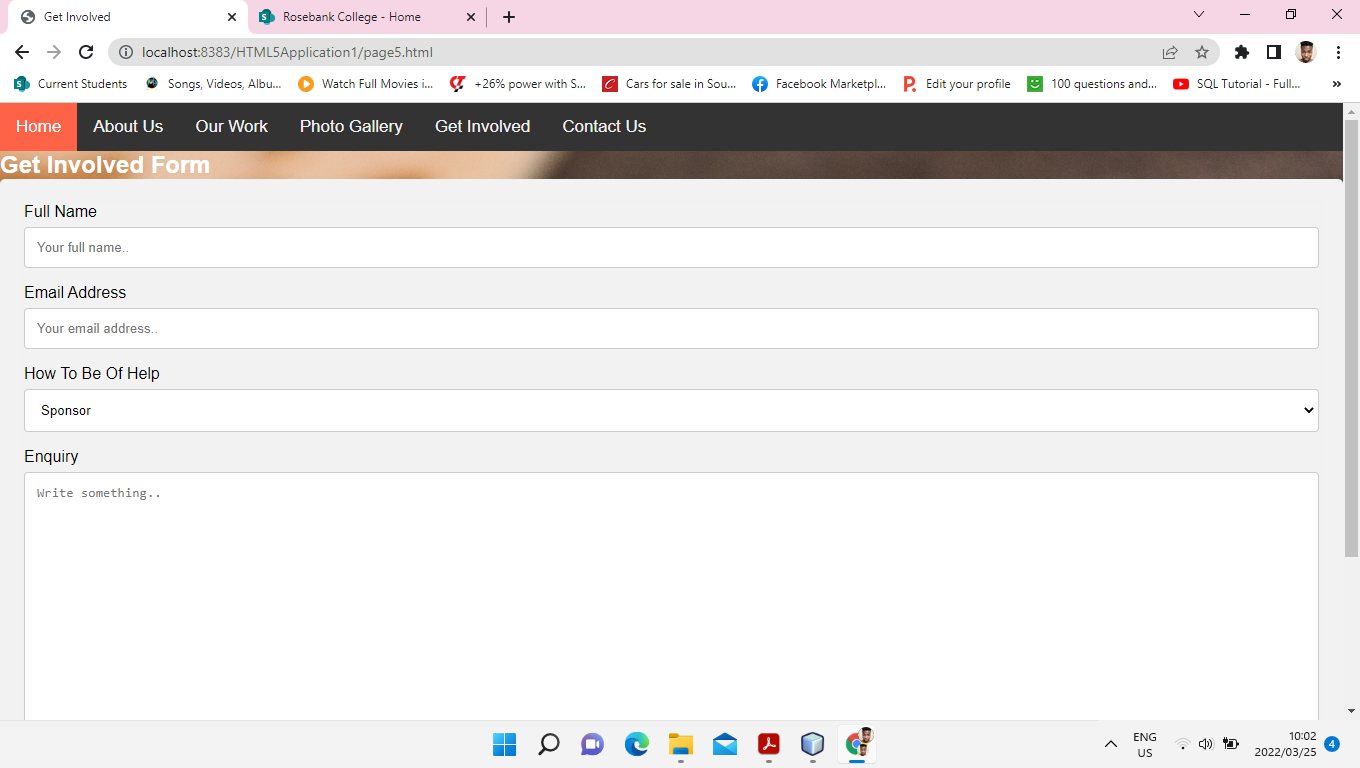 Get Involved
Rosebank College - Home
localhost:8383/HTML5Application1/page5.html
Current Students
Songs, Videos, Albu...
Watch Full Movies i...
+26% power with S...
Cars for sale in Sou...
Facebook Marketpl...
Edit your profile
100 questions and...
SQL Tutorial - Full...
Home
About Us
Our Work
Photo Gallery
Get Involved
Contact Us
Get Involved Form
Full Name
Your full name..
Email Address
Your email address..
How To Be Of Help
Sponsor
Enquiry
Write something..
ENG
US
10:02
2022/03/25
4